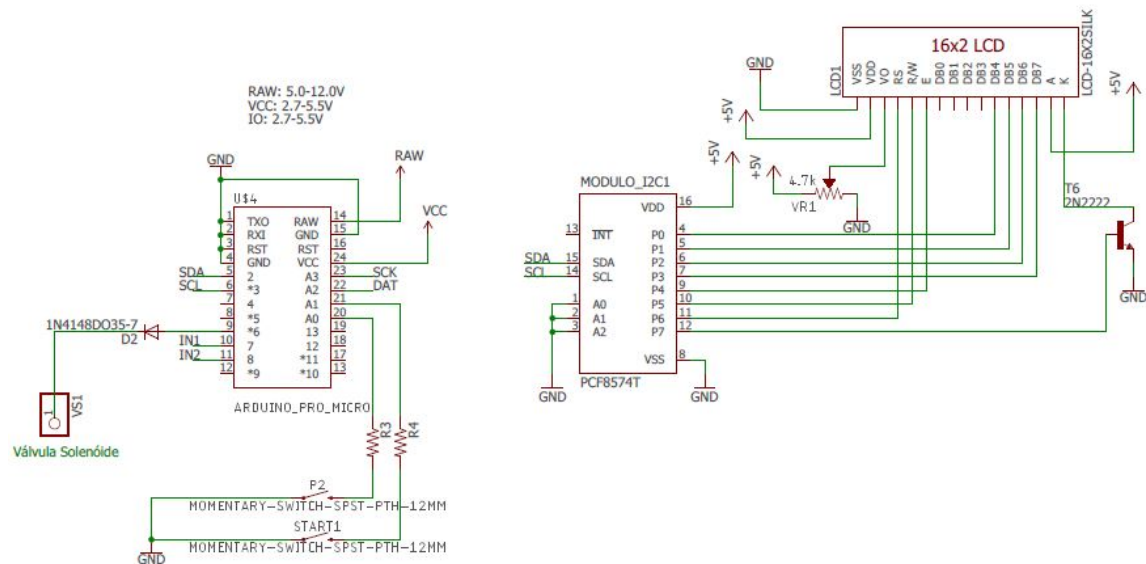 RAW: 5.0-12.0V
VCC: 2.7-5.5V
IO: 2.7-5.5V
GND
RAW
VCC
U$4
1 TXO RAW 14
2 RXI GND 15
3 RST RST 16
4 GND VCC 24
SDA 5 2 A3 23 SCK
SCL 6 *3 A2 22 DAT
7 4 A1 21
8 *5 A0 20
9 *6 13 19
IN1 10 7 12 18
IN2 11 8 *11 17
12 *9 *10 13
ARDUINO_PRO_MICRO
1N4148DO35-7
D2
1
VS1
Válvula Solenóide
R3
R4
P2
MOMENTARY-SWITCH-SPST-PTH-12MM
START1
MOMENTARY-SWITCH-SPST-PTH-12MM
GND
16x2 LCD
LCD1
LCD-16X2SILK
VSS
VDD
VO
RS
R/W
E
DB0
DB1
DB2
DB3
DB4
DB5
DB6
DB7
A
K
GND
+5V
+5V
+5V
+5V
4.7k
VR1
GND
T6
2N2222
GND
MODULO_I2C1
VDD 16
13 INT P0 4
P1 5
SDA 15 SDA P2 6
SCL 14 SCL P3 7
P4 9
1 A0 P5 10
2 A1 P6 11
3 A2 P7 12
VSS 8
PCF8574T
GND
GND